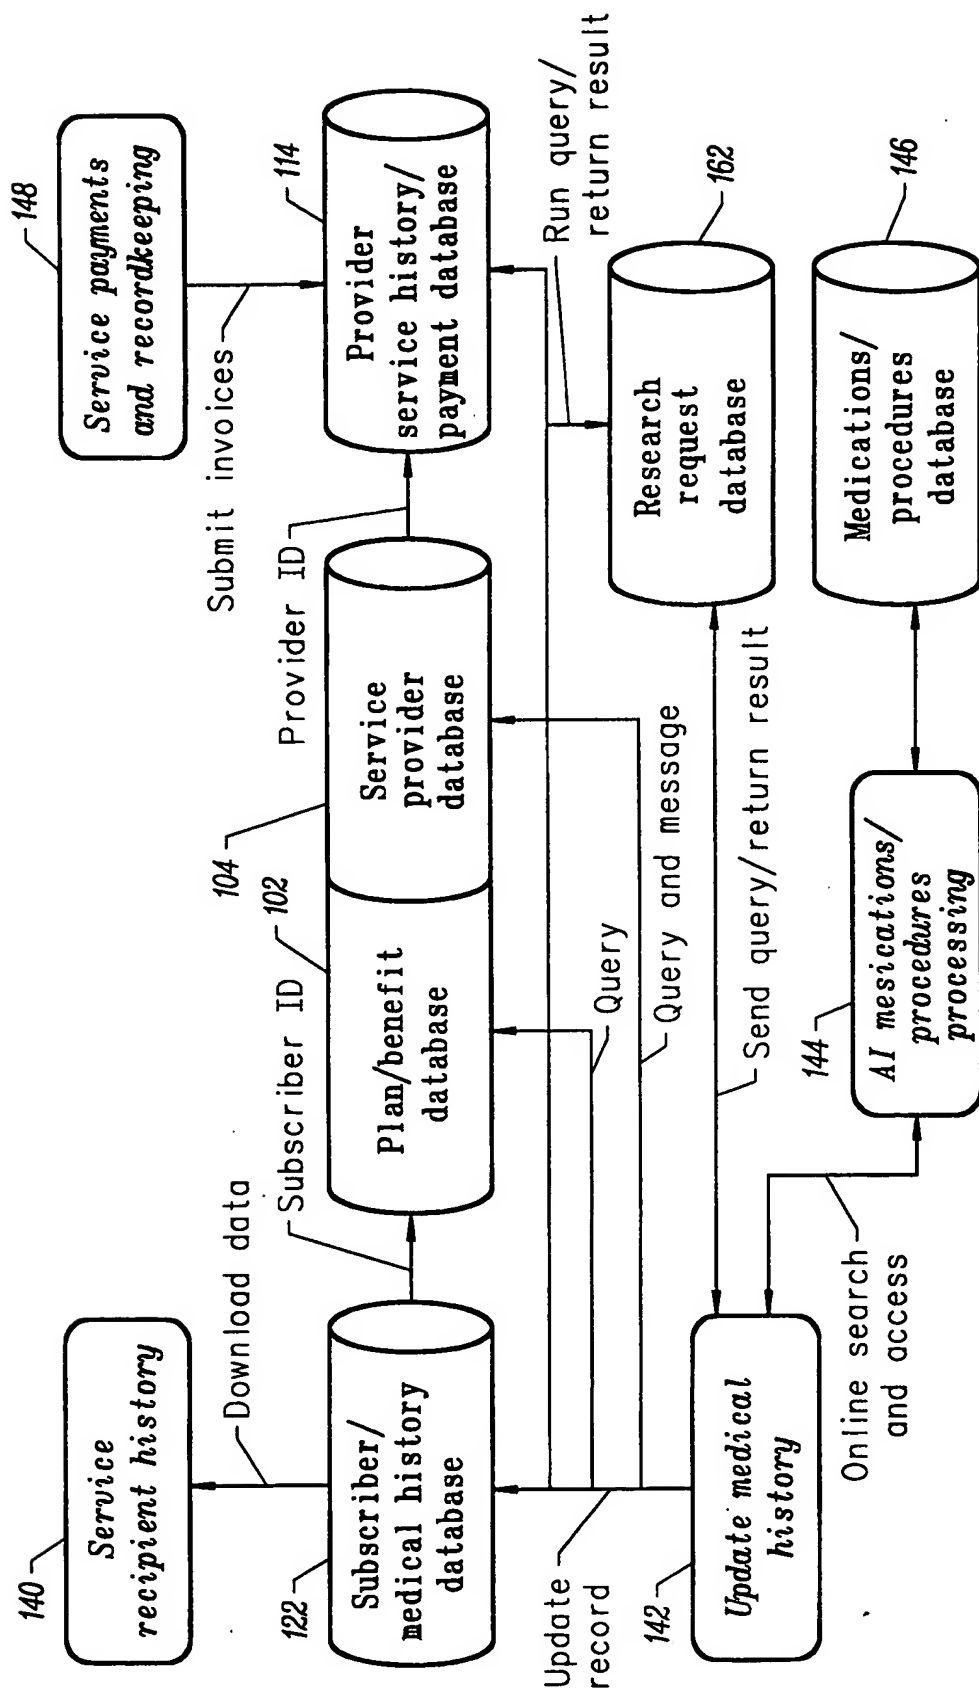 140
Service
recipient history
Download data
122
Subscriber/
medical history
database
Subscriber ID
102
Plan/benefit
database
104
Service
provider
database
Provider ID
148
Service payments
and recordkeeping
Submit invoices
114
Provider
service history/
payment database
Run query/
return result
Update
record
Query
Query and message
142
Update medical
history
Send query/return result
162
Research
request
database
Online search
and access
144
AI mesications/
procedures
processing
146
Medications/
procedures
database